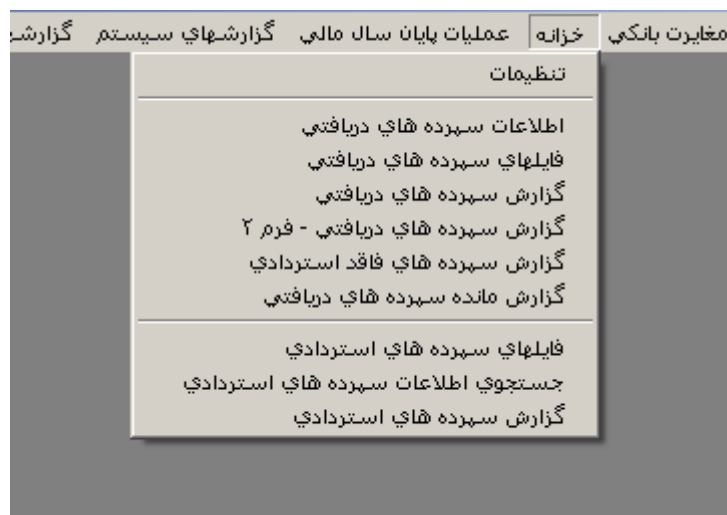 مغايرت بانكي خزانه عمليات پايان سال مالي گزارشهاي سيستم
تنظيمات
اطلاعات سپرده هاي دريافتي
فايلهاي سپرده هاي دريافتي
گزارش سپرده هاي دريافتي
گزارش سپرده هاي دريافتي - فرم ۲
گزارش سپرده هاي فاقد استردادي
گزارش مانده سپرده هاي دريافتي
فايلهاي سپرده هاي استردادي
جستجوي اطلاعات سپرده هاي استردادي
گزارش سپرده هاي استردادي